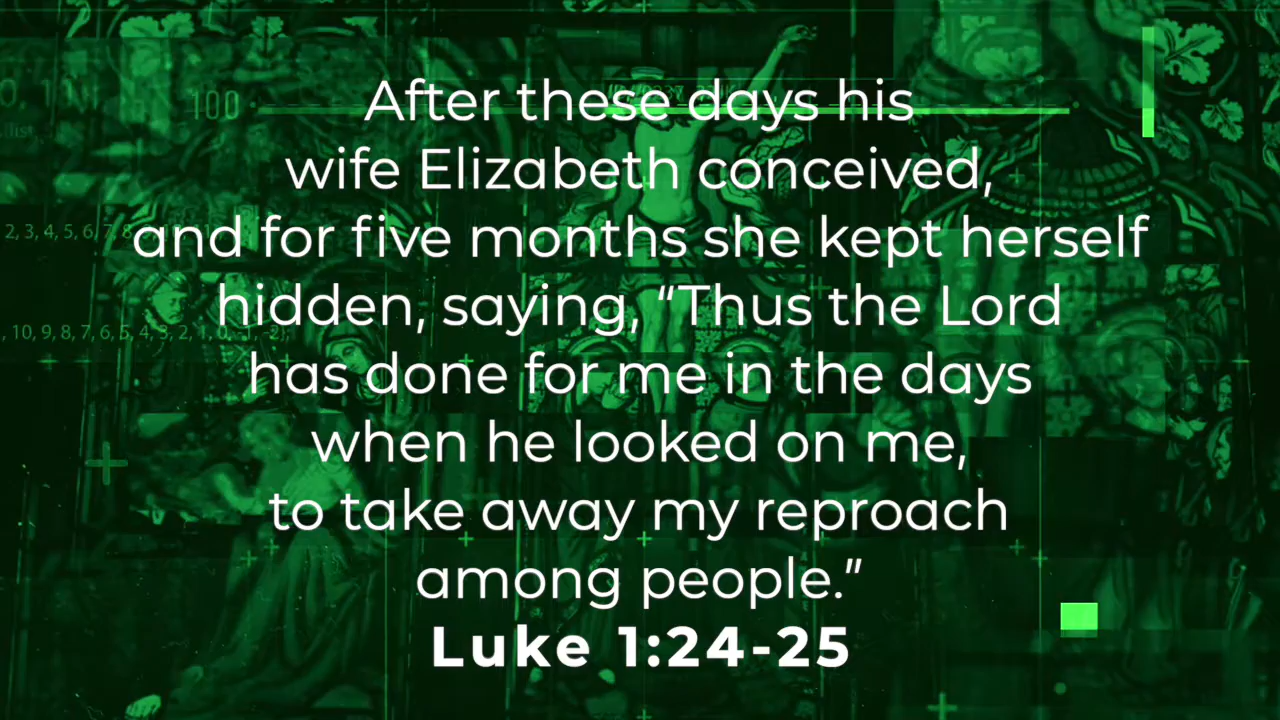 After these days his
wife Elizabeth conceived,
and for five months she kept herself
hidden, saying, “Thus the Lord
has done for me in the days
when he looked on me,
to take away my reproach
among people.”
Luke 1:24-25
100